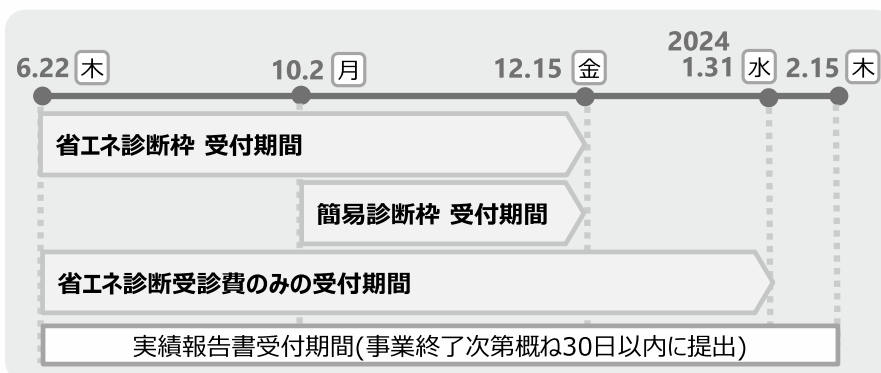 2024
6.22 木 10.2 月 12.15 金 1.31 水 2.15 木
省エネ診断枠 受付期間
簡易診断枠 受付期間
省エネ診断受診費のみの受付期間
実績報告書受付期間(事業終了次第概ね30日以内に提出)